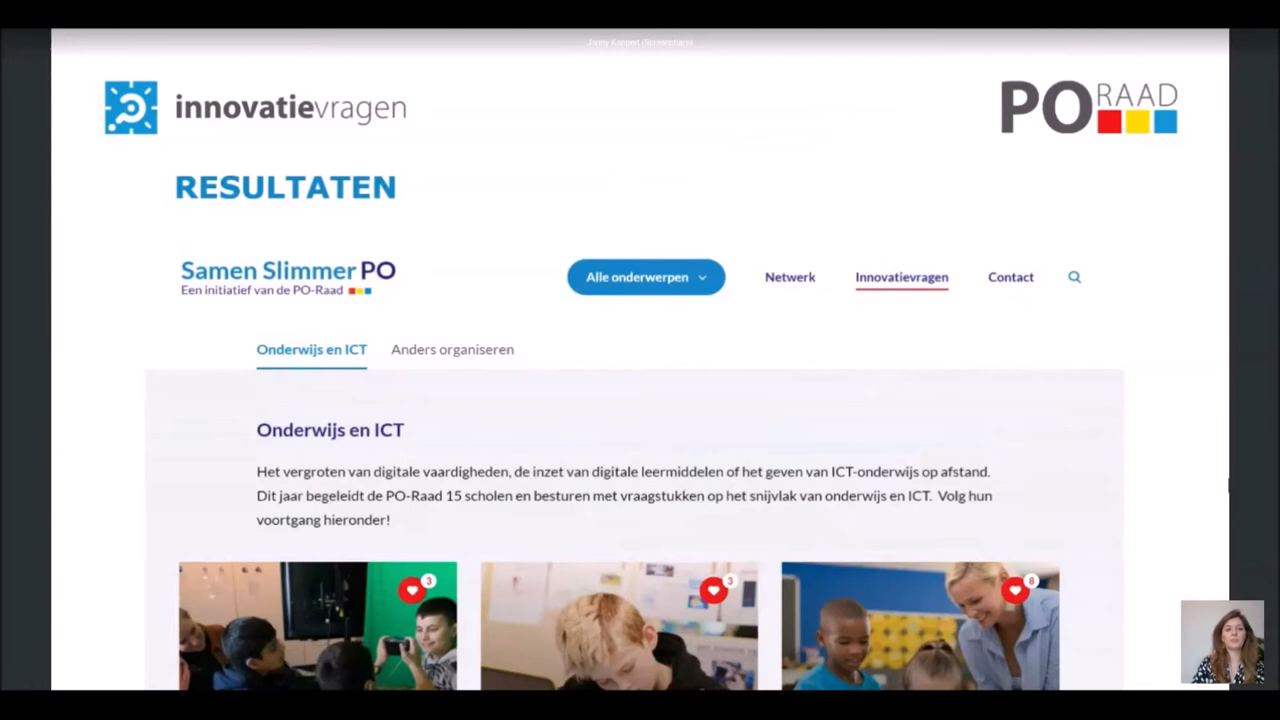 innovatievragen
PO RAAD
RESULTATEN
Samen Slimmer PO
Een initiatief van de PO-Raad
Alle onderwerpen
Netwerk
Innovatievragen
Contact
Onderwijs en ICT
Anders organiseren
Onderwijs en ICT
Het vergroten van digitale vaardigheden, de inzet van digitale leermiddelen of het geven van ICT-onderwijs op afstand.
Dit jaar begeleidt de PO-Raad 15 scholen en besturen met vraagstukken op het snijvlak van onderwijs en ICT. Volg hun
voortgang hieronder!
3
3
8